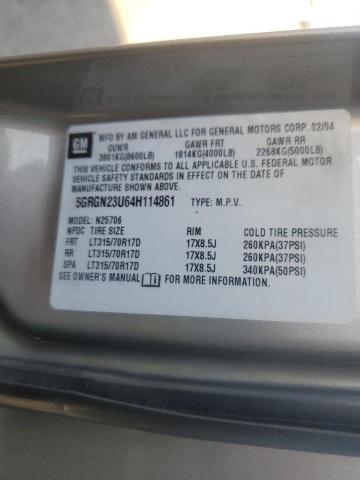 GM
MFD BY AM GENERAL LLC FOR GENERAL MOTORS CORP. 02/04
GVWR GAWR FRT GAWR RR
3901KG(8600LB) 1814KG(4000LB) 2268KG(5000LB)
THIS VEHICLE CONFORMS TO ALL APPLICABLE U.S. FEDERAL MOTOR
VEHICLE SAFETY STANDARDS IN EFFECT ON THE DATE OF
MANUFACTURE SHOWN ABOVE.
5GRGN23U64H114861 TYPE: M.P.V.
MODEL: N25706
NPDC TIRE SIZE RIM COLD TIRE PRESSURE
FRT LT315/70R17D 17X8.5J 260KPA(37PSI)
RR LT315/70R17D 17X8.5J 260KPA(37PSI)
SPA LT315/70R17D 17X8.5J 340KPA(50PSI)
SEE OWNER'S MANUAL FOR MORE INFORMATION